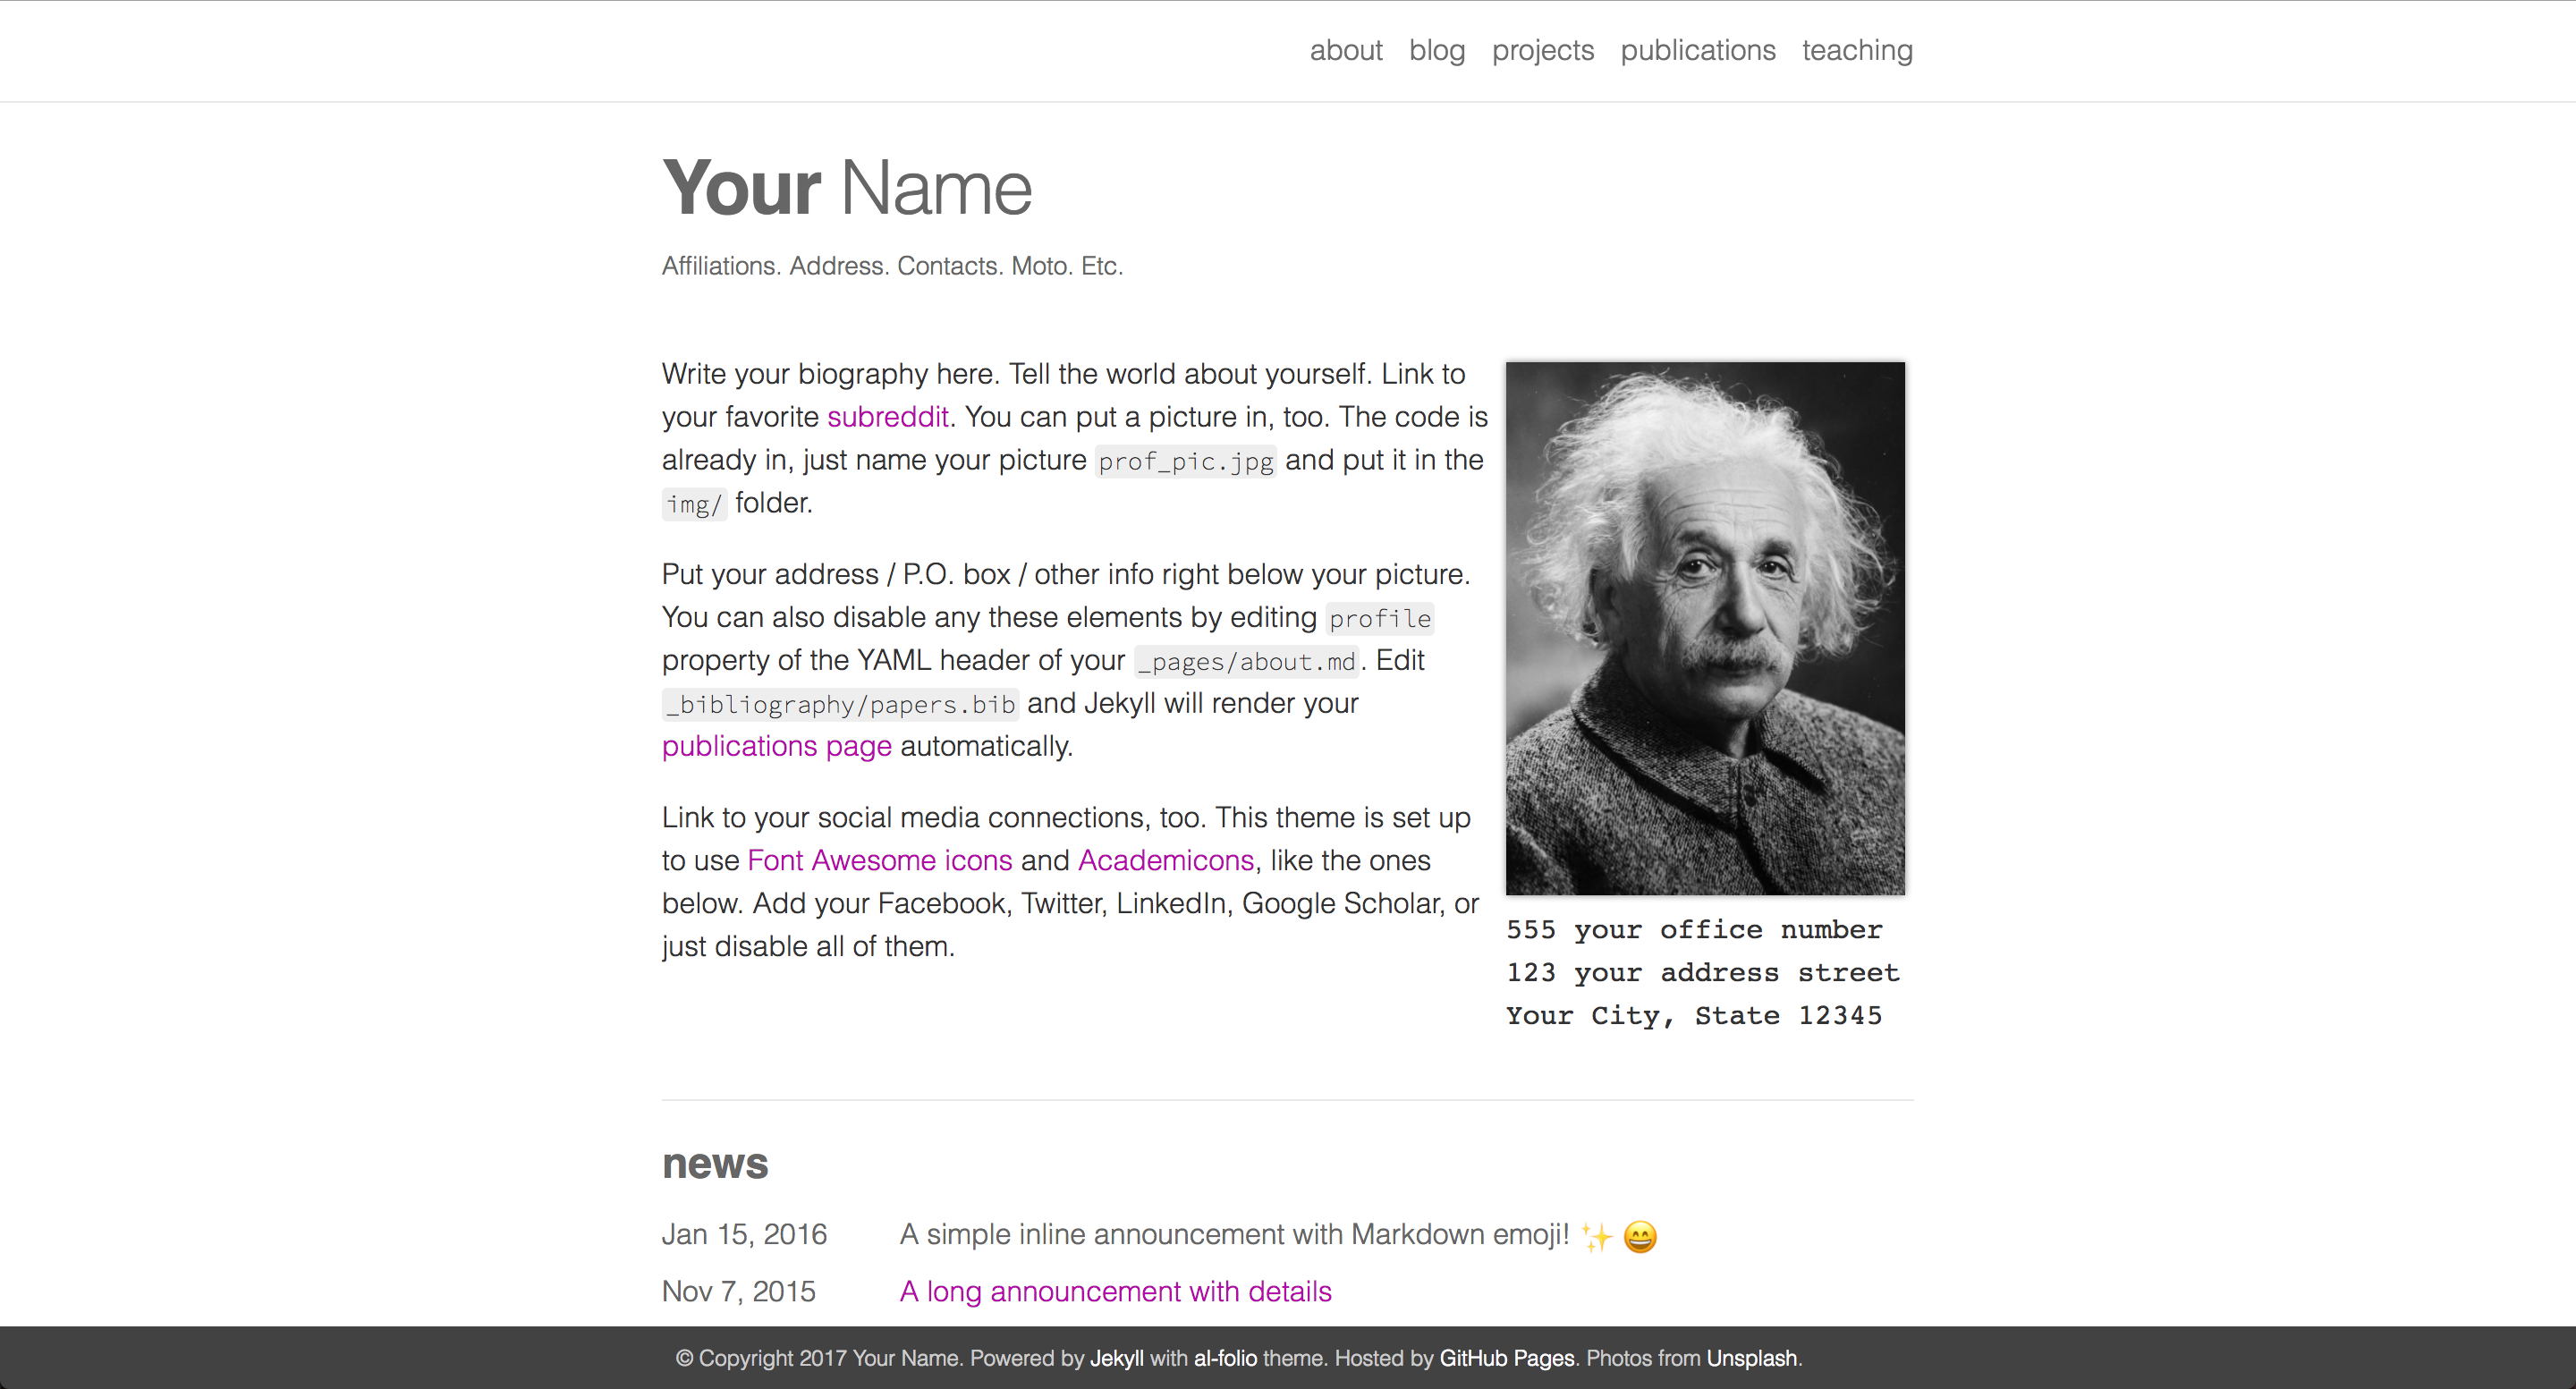 about blog projects publications teaching
Your Name
Affiliations. Address. Contacts. Moto. Etc.
Write your biography here. Tell the world about yourself. Link to
your favorite subreddit. You can put a picture in, too. The code is
already in, just name your picture prof_pic.jpg and put it in the
img/ folder.
Put your address / P.O. box / other info right below your picture.
You can also disable any these elements by editing profile
property of the YAML header of your _pages/about.md. Edit
_bibliography/papers.bib and Jekyll will render your
publications page automatically.
Link to your social media connections, too. This theme is set up
to use Font Awesome icons and Academicons, like the ones
below. Add your Facebook, Twitter, LinkedIn, Google Scholar, or
just disable all of them.
555 your office number
123 your address street
Your City, State 12345
news
Jan 15, 2016 A simple inline announcement with Markdown emoji! ✨ 😄
Nov 7, 2015 A long announcement with details
© Copyright 2017 Your Name. Powered by Jekyll with al-folio theme. Hosted by GitHub Pages. Photos from Unsplash.